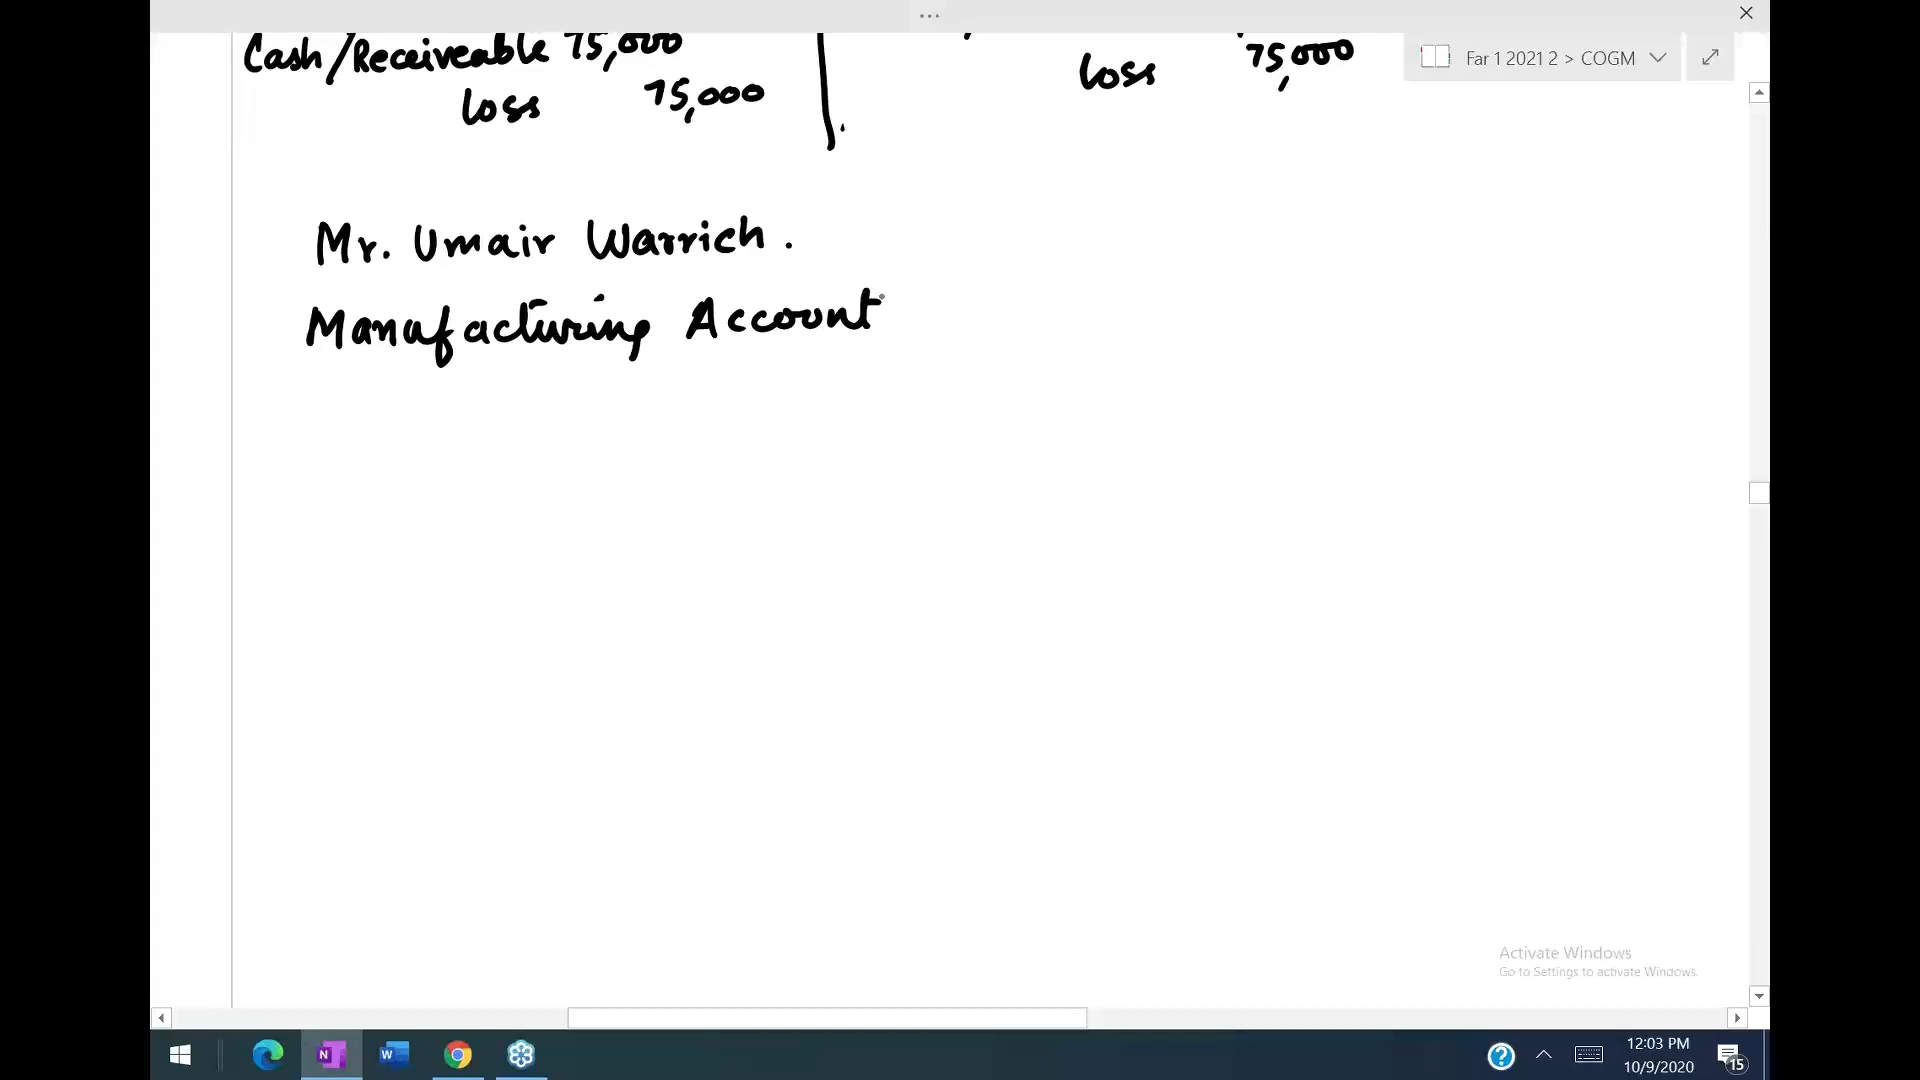 Cash/Receiveable 75,000
loss 75,000
loss 75,000
Far 1 2021 2 > COGM
Mr. Umair Warrich.
Manufacturing Account
Activate Windows
Go to Settings to activate Windows.
12:03 PM
10/9/2020
15